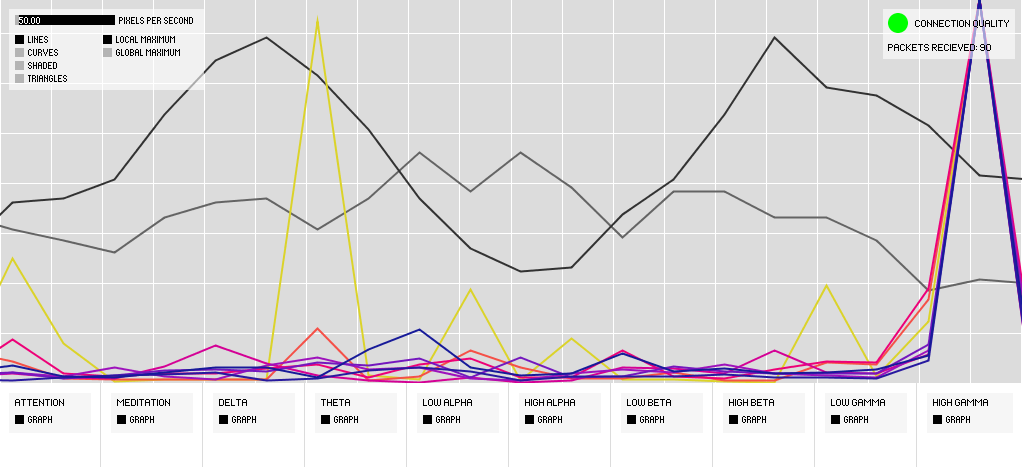 50.00 PIXELS PER SECOND
LINES LOCAL MAXIMUM
CURVES GLOBAL MAXIMUM
SHADED
TRIANGLES
CONNECTION QUALITY
PACKETS RECIEVED: 90
ATTENTION MEDITATION DELTA THETA LOW ALPHA HIGH ALPHA LOW BETA HIGH BETA LOW GAMMA HIGH GAMMA
GRAPH GRAPH GRAPH GRAPH GRAPH GRAPH GRAPH GRAPH GRAPH GRAPH